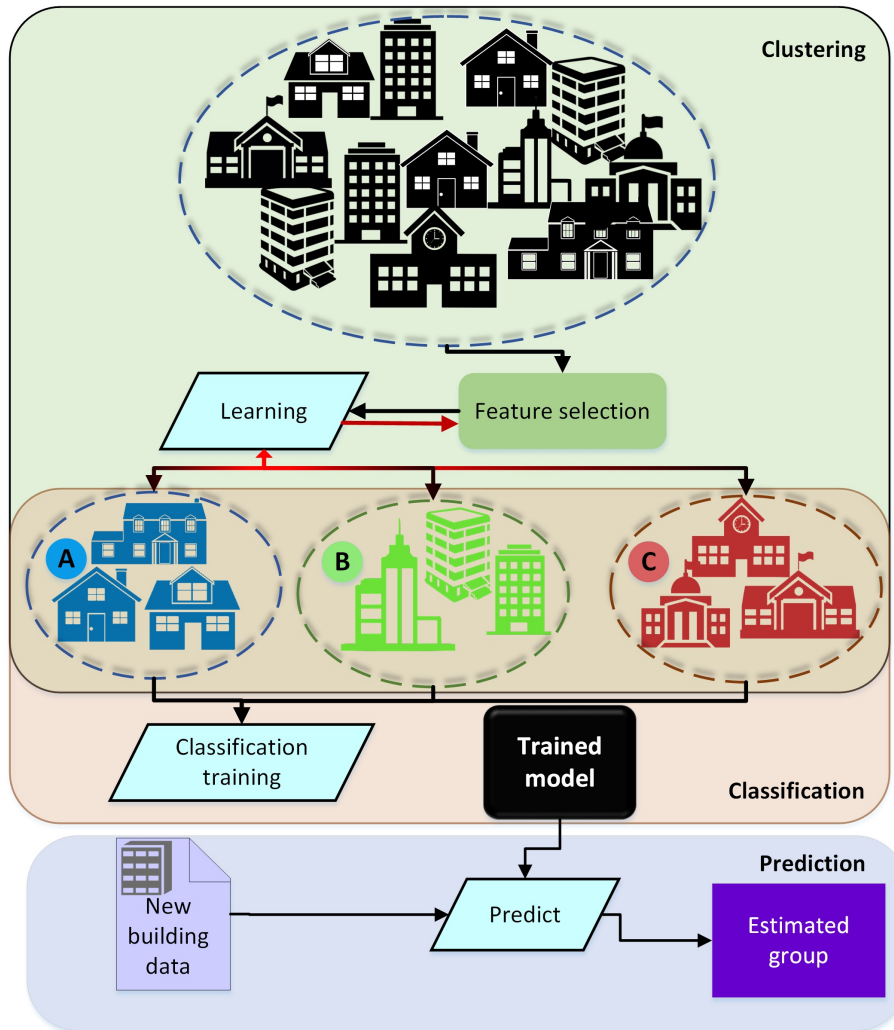 Clustering
Learning
Feature selection
A
B
C
Classification
training
Trained
model
Classification
Prediction
New
building
data
Predict
Estimated
group